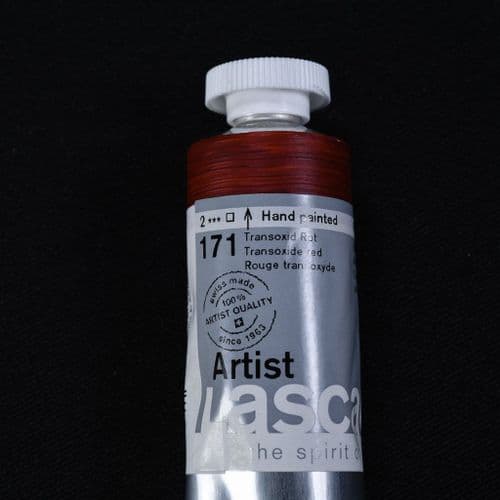 2 *** □ ↑ Hand painted
171 Transoxid Rot
Transoxide red
Rouge transoxyde
swiss made
100%
ARTIST QUALITY
since 1963
Artist
lasca
the spirit o